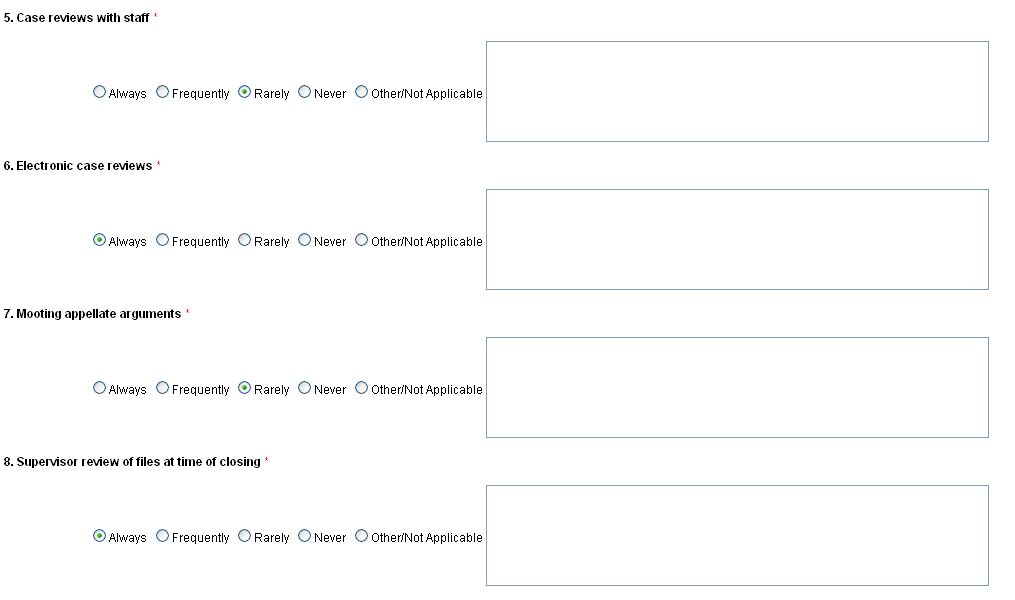 5. Case reviews with staff *
Always Frequently Rarely Never Other/Not Applicable
6. Electronic case reviews *
Always Frequently Rarely Never Other/Not Applicable
7. Mooting appellate arguments *
Always Frequently Rarely Never Other/Not Applicable
8. Supervisor review of files at time of closing *
Always Frequently Rarely Never Other/Not Applicable